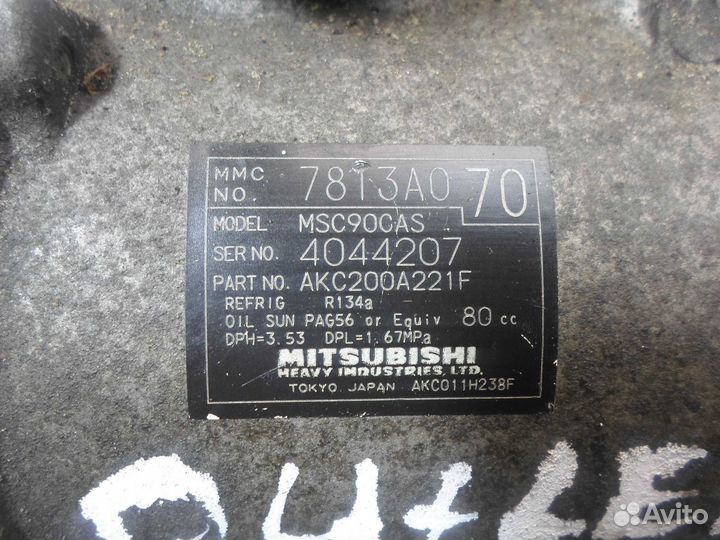 MMC NO. 7813A0 70
MODEL MSC90CAS
SER NO. 4044207
PART NO. AKC200A221F
REFRIG R134a
OIL SUN PAG56 or Equiv 80 cc
DPH=3.53 DPL=1.67MPa
MITSUBISHI
HEAVY INDUSTRIES, LTD.
TOKYO, JAPAN AKC011H238F
Avito